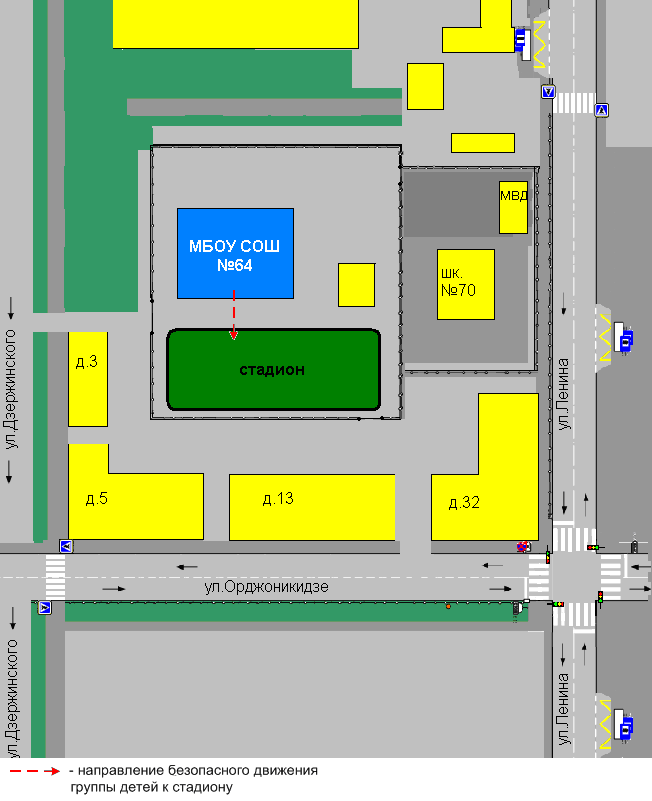 МВД
МБОУ СОШ
№64
шк.
№70
ул.Дзержинского
д.3
стадион
ул.Ленина
д.5
д.13
д.32
ул.Орджоникидзе
ул.Дзержинского
ул.Ленина
- направление безопасного движения
группы детей к стадиону